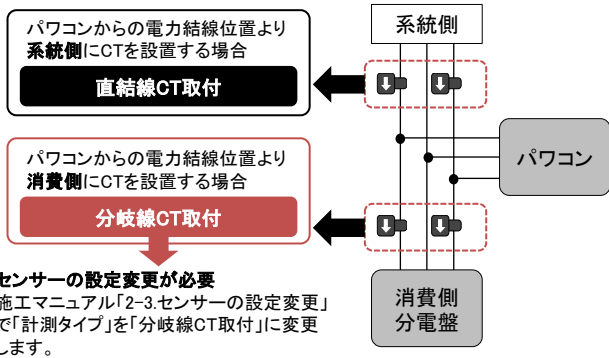 パワコンからの電力結線位置より
系統側にCTを設置する場合
直結線CT取付
系統側
パワコン
パワコンからの電力結線位置より
消費側にCTを設置する場合
分岐線CT取付
センサーの設定変更が必要
施工マニュアル「2-3.センサーの設定変更」
で「計測タイプ」を「分岐線CT取付」に変更
します。
消費側
分電盤